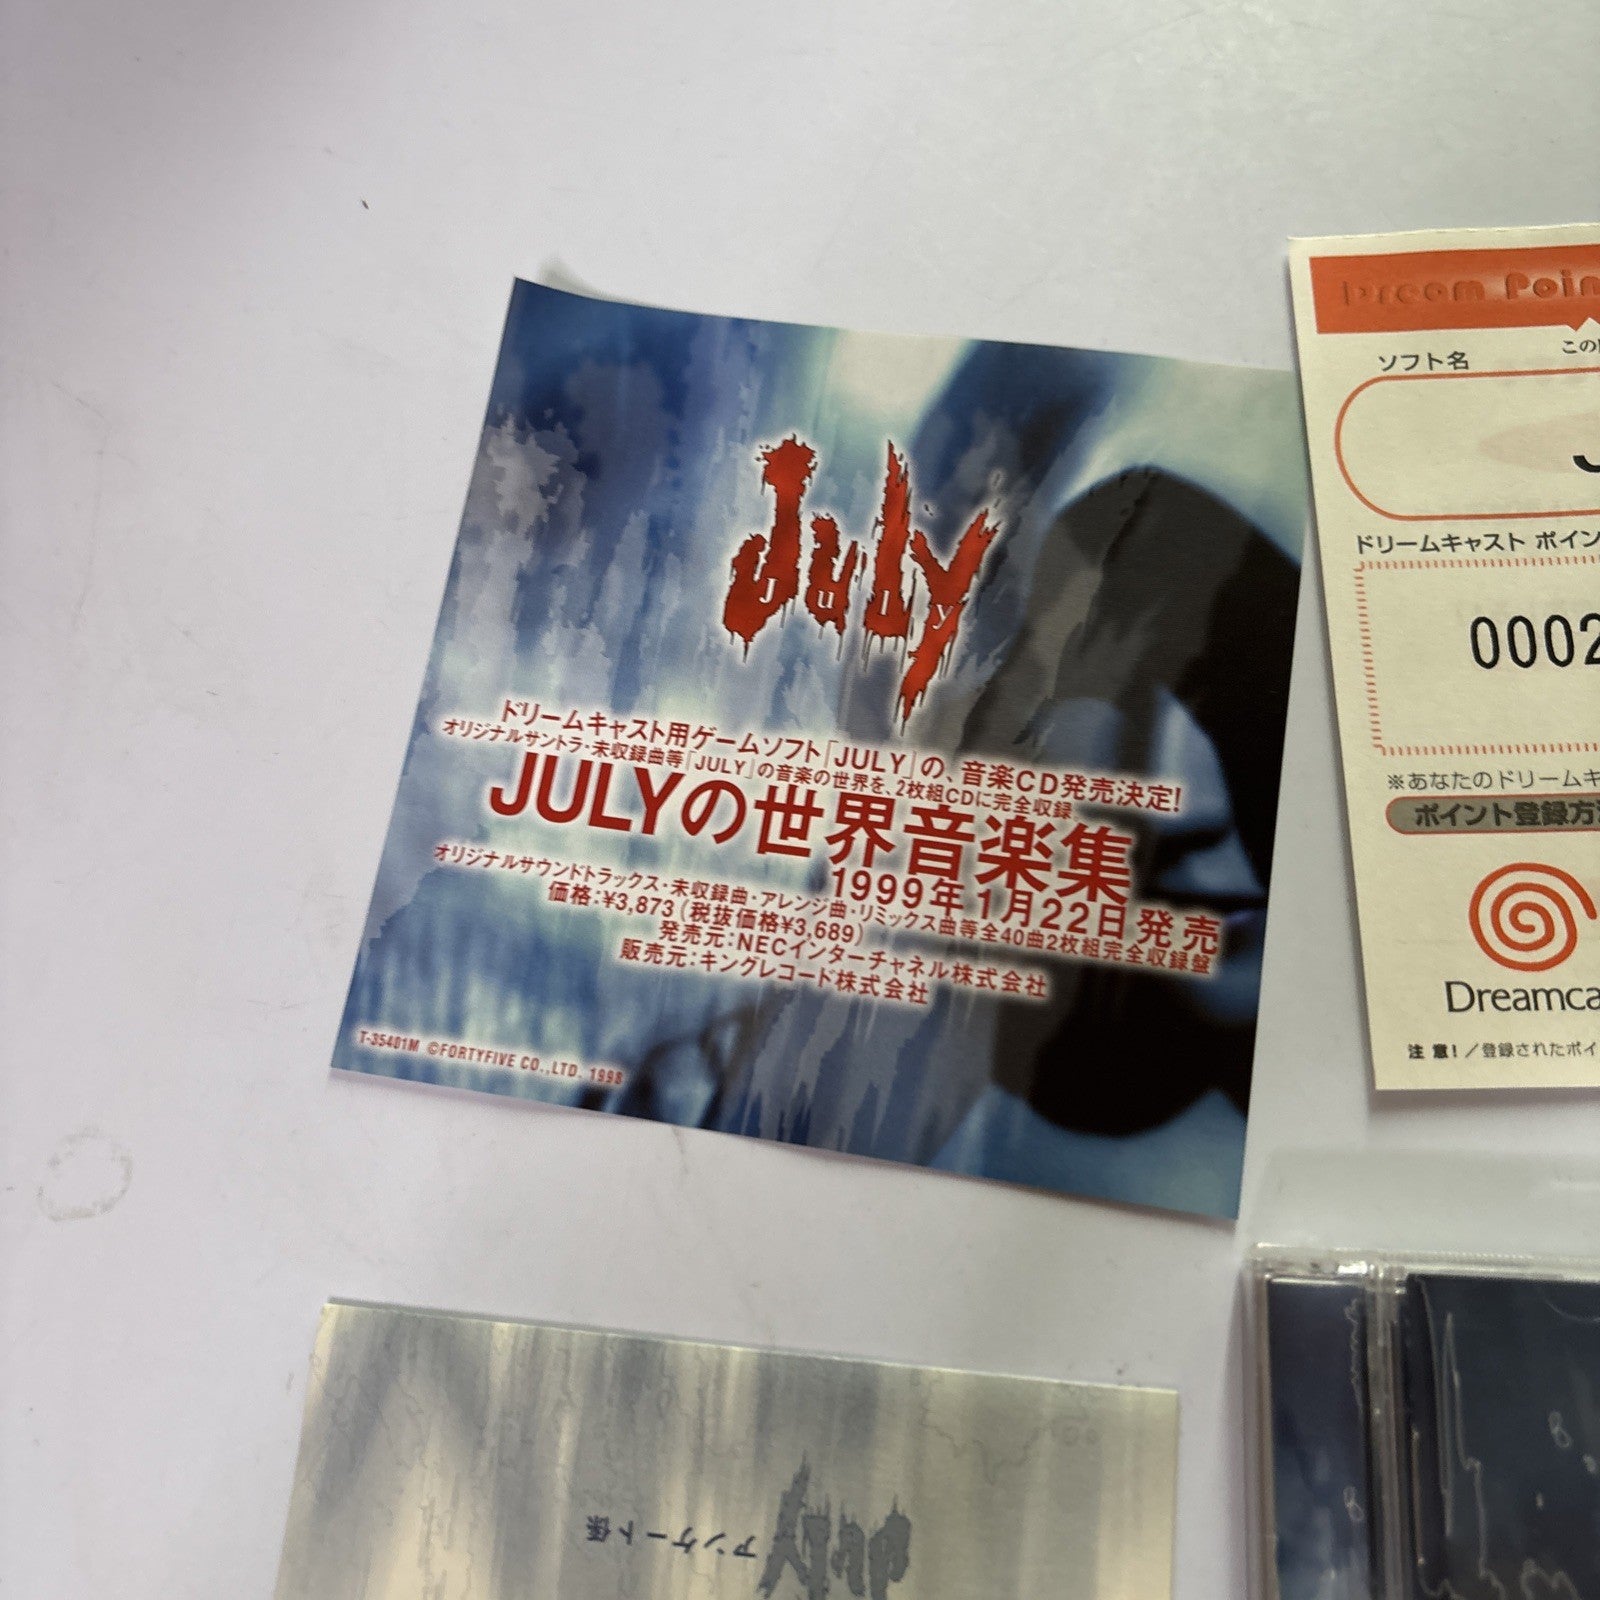 July
July
ドリームキャスト用ゲームソフト「JULY」の、音楽CD発売決定!
オリジナルサントラ・未収録曲等「JULY」の音楽の世界を、2枚組CDに完全収録。
JULYの世界音楽集
1999年1月22日発売
オリジナルサウンドトラックス・未収録曲・アレンジ曲・リミックス曲等全40曲2枚組完全収録盤
価格:¥3,873(税抜価格¥3,689)
発売元:NECインターチャネル株式会社
販売元:キングレコード株式会社
T-35401M ©FORTYFIVE CO.,LTD. 1998
Dream Poin
この
ソフト名
J
ドリームキャスト ポイン
0002
※あなたのドリームキ
ポイント登録方
Dreamca
注 意!/登録されたポイ
July アンケート係